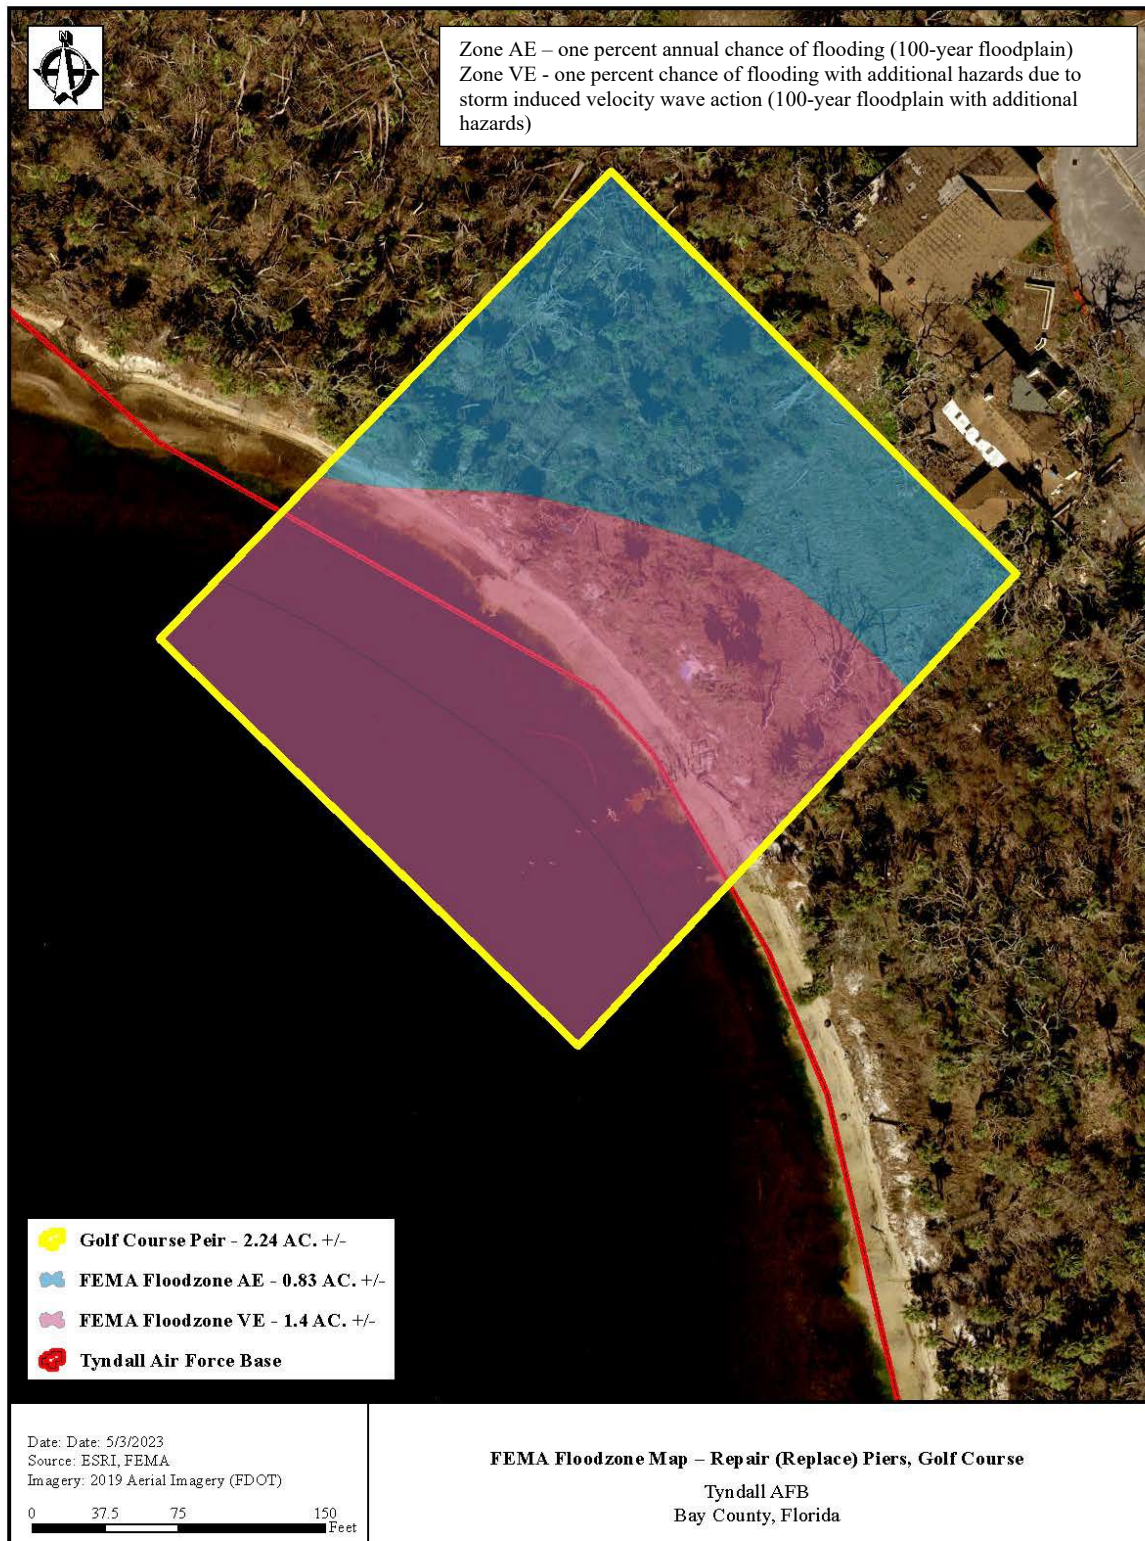 N
Zone AE – one percent annual chance of flooding (100-year floodplain)
Zone VE - one percent chance of flooding with additional hazards due to
storm induced velocity wave action (100-year floodplain with additional
hazards)
Golf Course Peir - 2.24 AC. +/-
FEMA Floodzone AE - 0.83 AC. +/-
FEMA Floodzone VE - 1.4 AC. +/-
Tyndall Air Force Base
Date: Date: 5/3/2023
Source: ESRI, FEMA
Imagery: 2019 Aerial Imagery (FDOT)
0 37.5 75 150
Feet
FEMA Floodzone Map – Repair (Replace) Piers, Golf Course
Tyndall AFB
Bay County, Florida